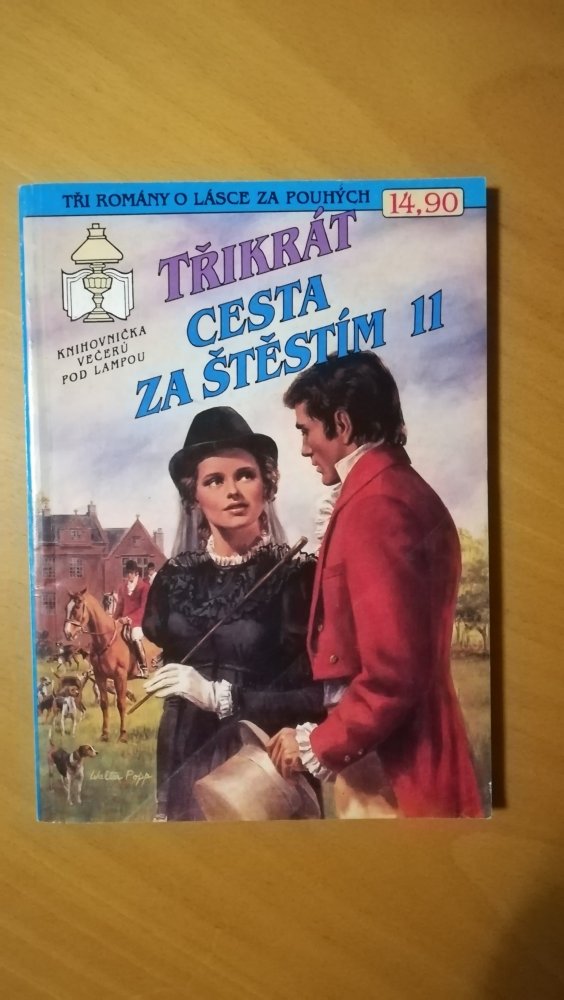 TŘI ROMÁNY O LÁSCE ZA POUHÝCH 14,90
TŘIKRÁT
CESTA
ZA ŠTĚSTÍM 11
KNIHOVNIČKA
VEČERŮ
POD LAMPOU
Walter Popp